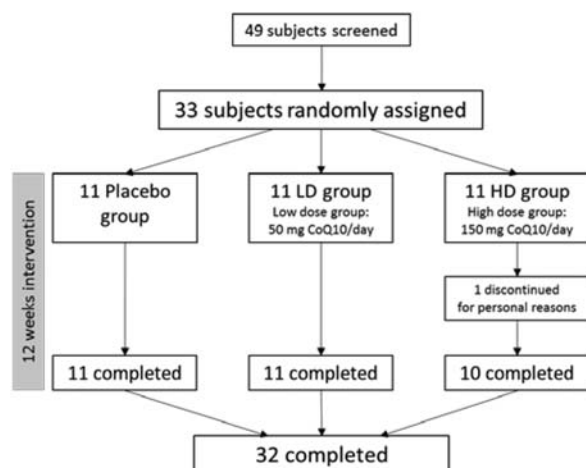 49 subjects screened
33 subjects randomly assigned
12 weeks intervention
11 Placebo
group
11 LD group
Low dose group:
50 mg CoQ10/day
11 HD group
High dose group:
150 mg CoQ10/day
1 discontinued
for personal reasons
11 completed
11 completed
10 completed
32 completed